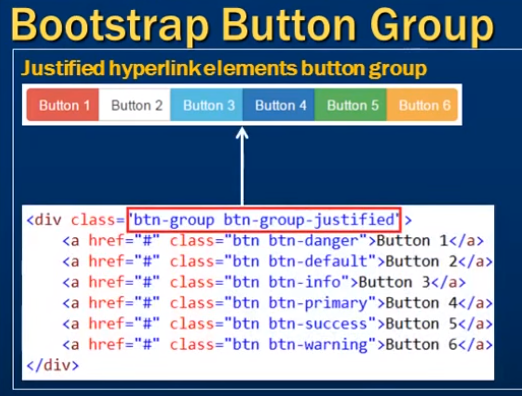 Bootstrap Button Group
Justified hyperlink elements button group
Button 1 Button 2 Button 3 Button 4 Button 5 Button 6
<div class="btn-group btn-group-justified">
    <a href="#" class="btn btn-danger">Button 1</a>
    <a href="#" class="btn btn-default">Button 2</a>
    <a href="#" class="btn btn-info">Button 3</a>
    <a href="#" class="btn btn-primary">Button 4</a>
    <a href="#" class="btn btn-success">Button 5</a>
    <a href="#" class="btn btn-warning">Button 6</a>
</div>